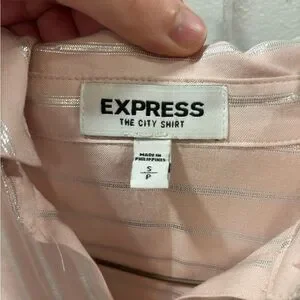 EXPRESS
THE CITY SHIRT
MADE IN
PHILIPPINES
S
P